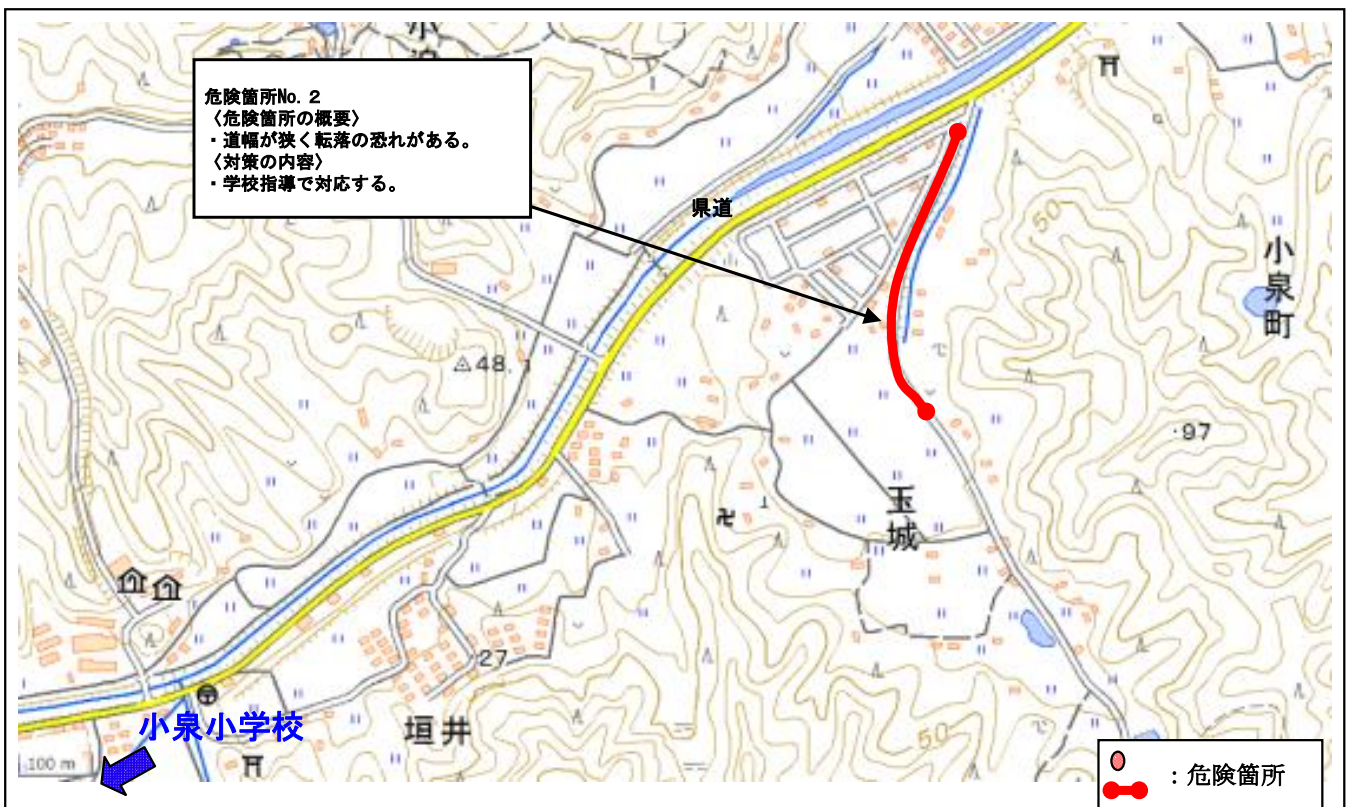 危険箇所No. 2
〈危険箇所の概要〉
・道幅が狭く転落の恐れがある。
〈対策の内容〉
・学校指導で対応する。
県道
50
小泉町
48. 1
・97
玉城
27
垣井
小泉小学校
50
100 m
：危険箇所